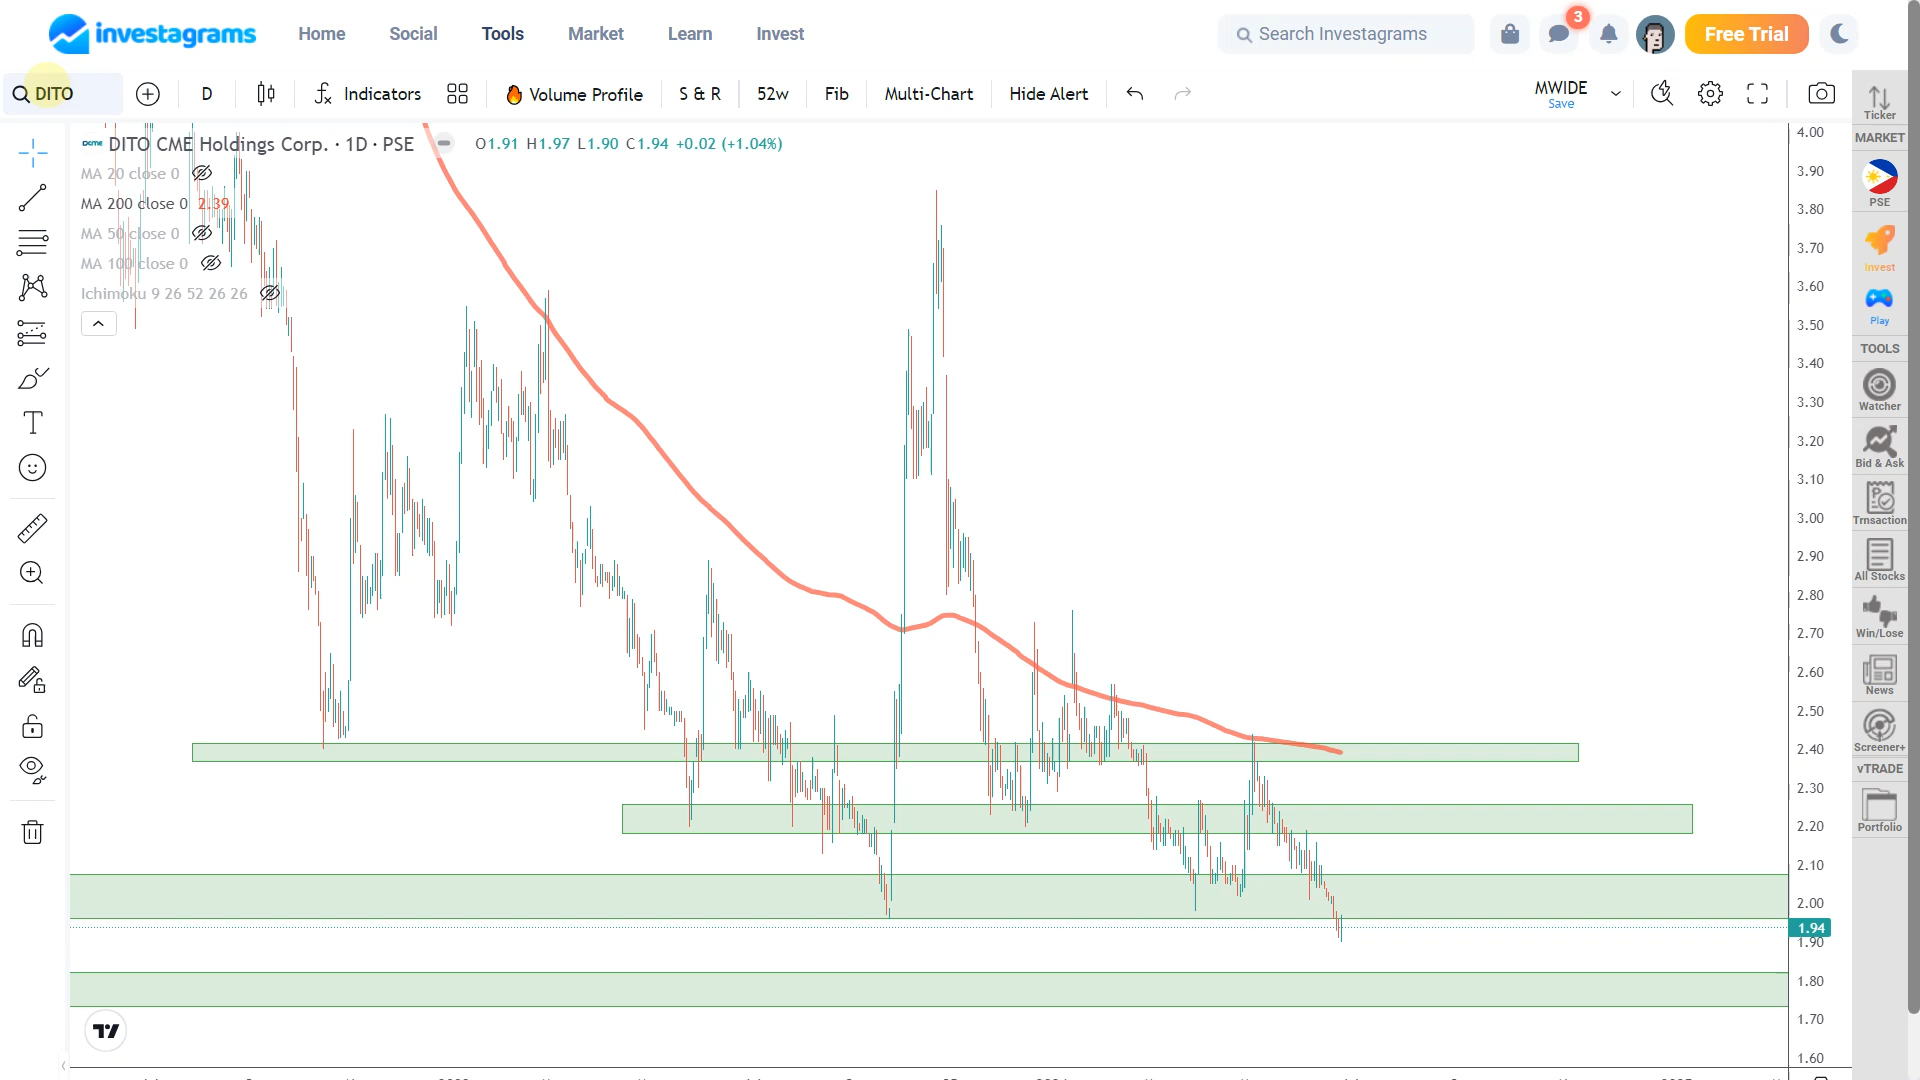 investagrams Home Social Tools Market Learn Invest Search Investagrams 3 Free Trial
DITO D Indicators Volume Profile S & R 52w Fib Multi-Chart Hide Alert MWIDE
Save
DITO CME Holdings Corp. · 1D · PSE O1.91 H1.97 L1.90 C1.94 +0.02 (+1.04%)
MA 20 close 0
MA 200 close 0 2.39
MA 50 close 0
MA 100 close 0
Ichimoku 9 26 52 26 26
4.00
3.90
3.80
3.70
3.60
3.50
3.40
3.30
3.20
3.10
3.00
2.90
2.80
2.70
2.60
2.50
2.40
2.30
2.20
2.10
2.00
1.94
1.90
1.80
1.70
1.60
Ticker
MARKET
PSE
Invest
Play
TOOLS
Watcher
Bid & Ask
Trnsaction
All Stocks
Win/Lose
News
Screener+
vTRADE
Portfolio